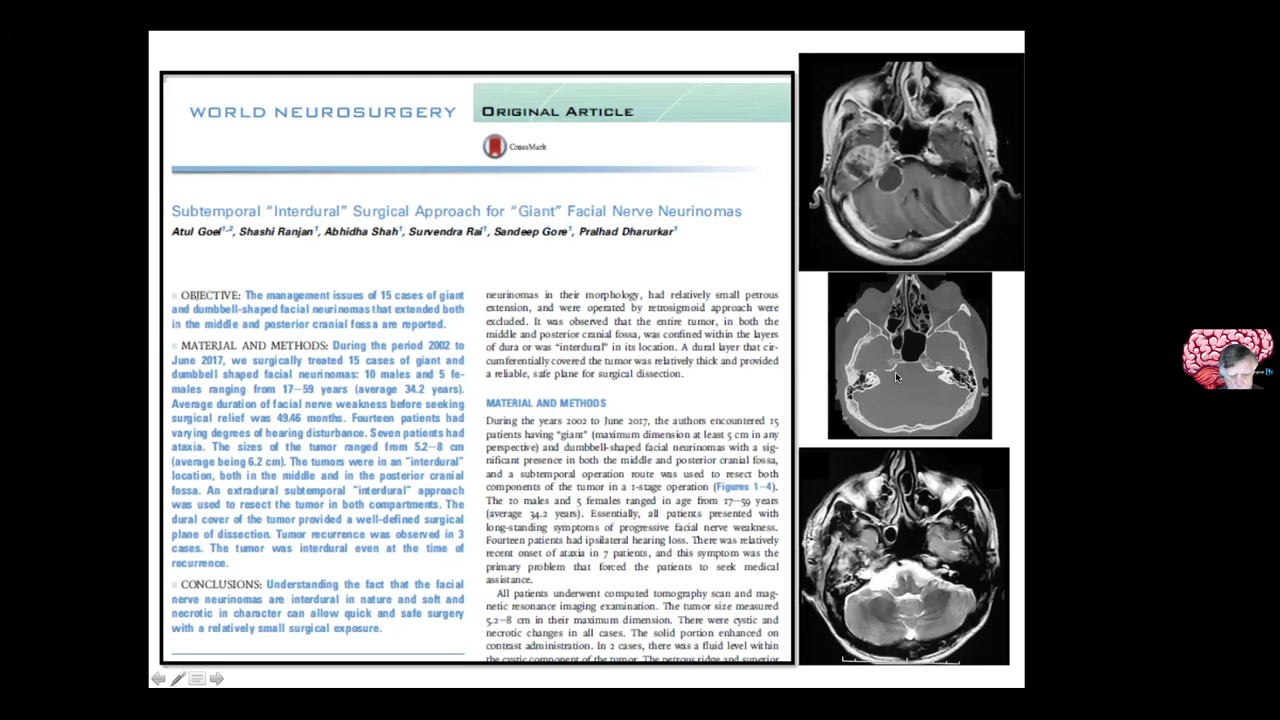 WORLD NEUROSURGERY
ORIGINAL ARTICLE
CrossMark
Subtemporal "Interdural" Surgical Approach for "Giant" Facial Nerve Neurinomas
Atul Goel1,2, Shashi Ranjan1, Abhidha Shah1, Survendra Rai1, Sandeep Gore1, Pralhad Dharurkar1
OBJECTIVE: The management issues of 15 cases of giant
and dumbbell-shaped facial neurinomas that extended both
in the middle and posterior cranial fossa are reported.
MATERIAL AND METHODS: During the period 2002 to
June 2017, we surgically treated 15 cases of giant and
dumbbell shaped facial neurinomas: 10 males and 5 fe-
males ranging from 17–59 years (average 34.2 years).
Average duration of facial nerve weakness before seeking
surgical relief was 49.46 months. Fourteen patients had
varying degrees of hearing disturbance. Seven patients had
ataxia. The sizes of the tumor ranged from 5.2–8 cm
(average being 6.2 cm). The tumors were in an "interdural"
location, both in the middle and in the posterior cranial
fossa. An extradural subtemporal "interdural" approach
was used to resect the tumor in both compartments. The
dural cover of the tumor provided a well-defined surgical
plane of dissection. Tumor recurrence was observed in 3
cases. The tumor was interdural even at the time of
recurrence.
CONCLUSIONS: Understanding the fact that the facial
nerve neurinomas are interdural in nature and soft and
necrotic in character can allow quick and safe surgery
with a relatively small surgical exposure.
neurinomas in their morphology, had relatively small petrous
extension, and were operated by retrosigmoid approach were
excluded. It was observed that the entire tumor, in both the
middle and posterior cranial fossa, was confined within the layers
of dura or was "interdural" in its location. A dural layer that cir-
cumferentially covered the tumor was relatively thick and provided
a reliable, safe plane for surgical dissection.
MATERIAL AND METHODS
During the years 2002 to June 2017, the authors encountered 15
patients having "giant" (maximum dimension at least 5 cm in any
perspective) and dumbbell-shaped facial neurinomas with a sig-
nificant presence in both the middle and posterior cranial fossa,
and a subtemporal operation route was used to resect both
components of the tumor in a 1-stage operation (Figures 1–4).
The 10 males and 5 females ranged in age from 17–59 years
(average 34.2 years). Essentially, all patients presented with
long-standing symptoms of progressive facial nerve weakness.
Fourteen patients had ipsilateral hearing loss. There was relatively
recent onset of ataxia in 7 patients, and this symptom was the
primary problem that forced the patients to seek medical
assistance.
All patients underwent computed tomography scan and mag-
netic resonance imaging examination. The tumor size measured
5.2–8 cm in their maximum dimension. There were cystic and
necrotic changes in all cases. The solid portion enhanced on
contrast administration. In 2 cases, there was a fluid level within
the cystic component of the tumor. The petrous ridge and superior